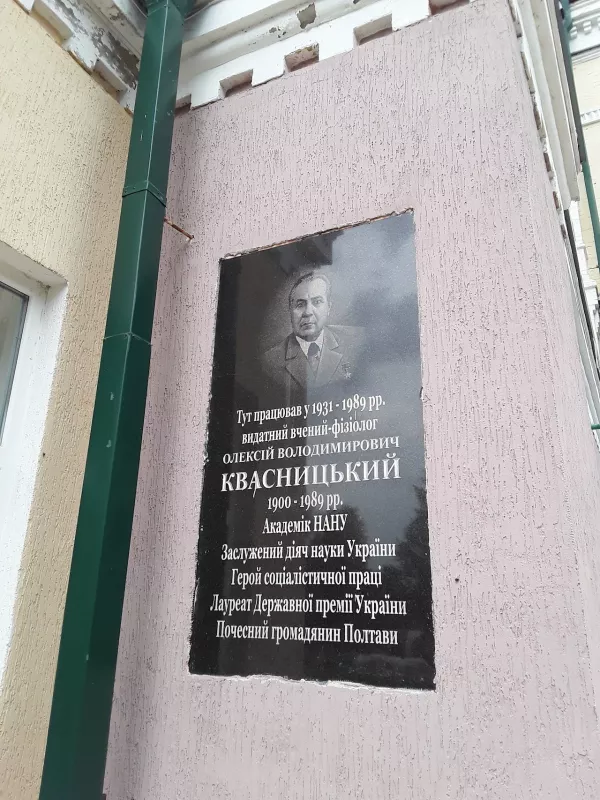 Тут працював у 1931 - 1989 рр.
видатний вчений-фізіолог
ОЛЕКСІЙ ВОЛОДИМИРОВИЧ
КВАСНИЦЬКИЙ
1900 - 1989 рр.
Академік НАНУ
Заслужений діяч науки України
Герой соціалістичної праці
Лауреат Державної премії України
Почесний громадянин Полтави